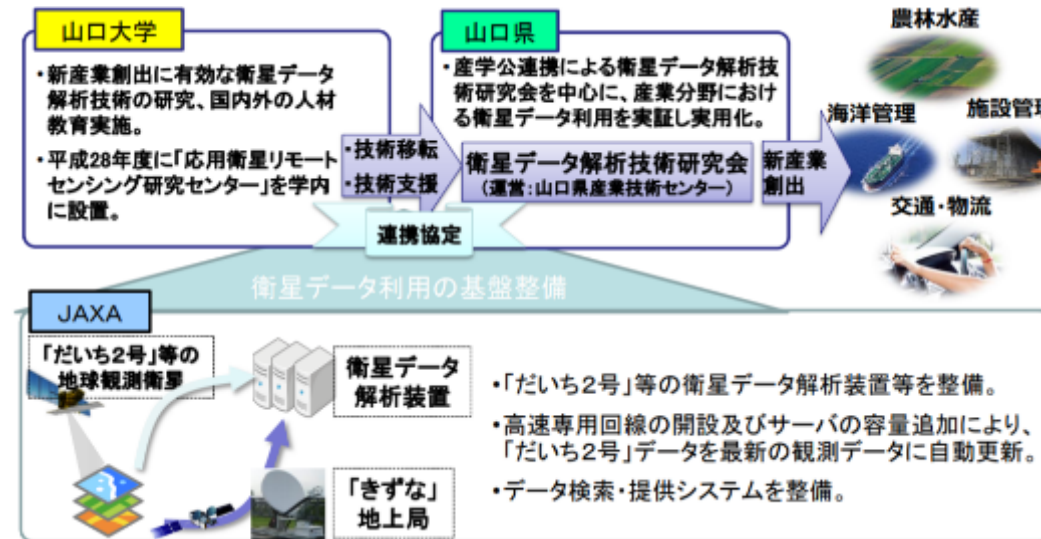 山口大学
・新産業創出に有効な衛星データ
解析技術の研究、国内外の人材
教育実施。
・平成28年度に「応用衛星リモート
センシング研究センター」を学内
に設置。
・技術移転
・技術支援
山口県
・産学公連携による衛星データ解析技
術研究会を中心に、産業分野におけ
る衛星データ利用を実証し実用化。
衛星データ解析技術研究会
(運営:山口県産業技術センター)
新産業
創出
農林水産
海洋管理
施設管理
交通・物流
連携協定
衛星データ利用の基盤整備
JAXA
「だいち2号」等の
地球観測衛星
衛星データ
解析装置
「きずな」
地上局
・「だいち2号」等の衛星データ解析装置等を整備。
・高速専用回線の開設及びサーバの容量追加により、
「だいち2号」データを最新の観測データに自動更新。
・データ検索・提供システムを整備。